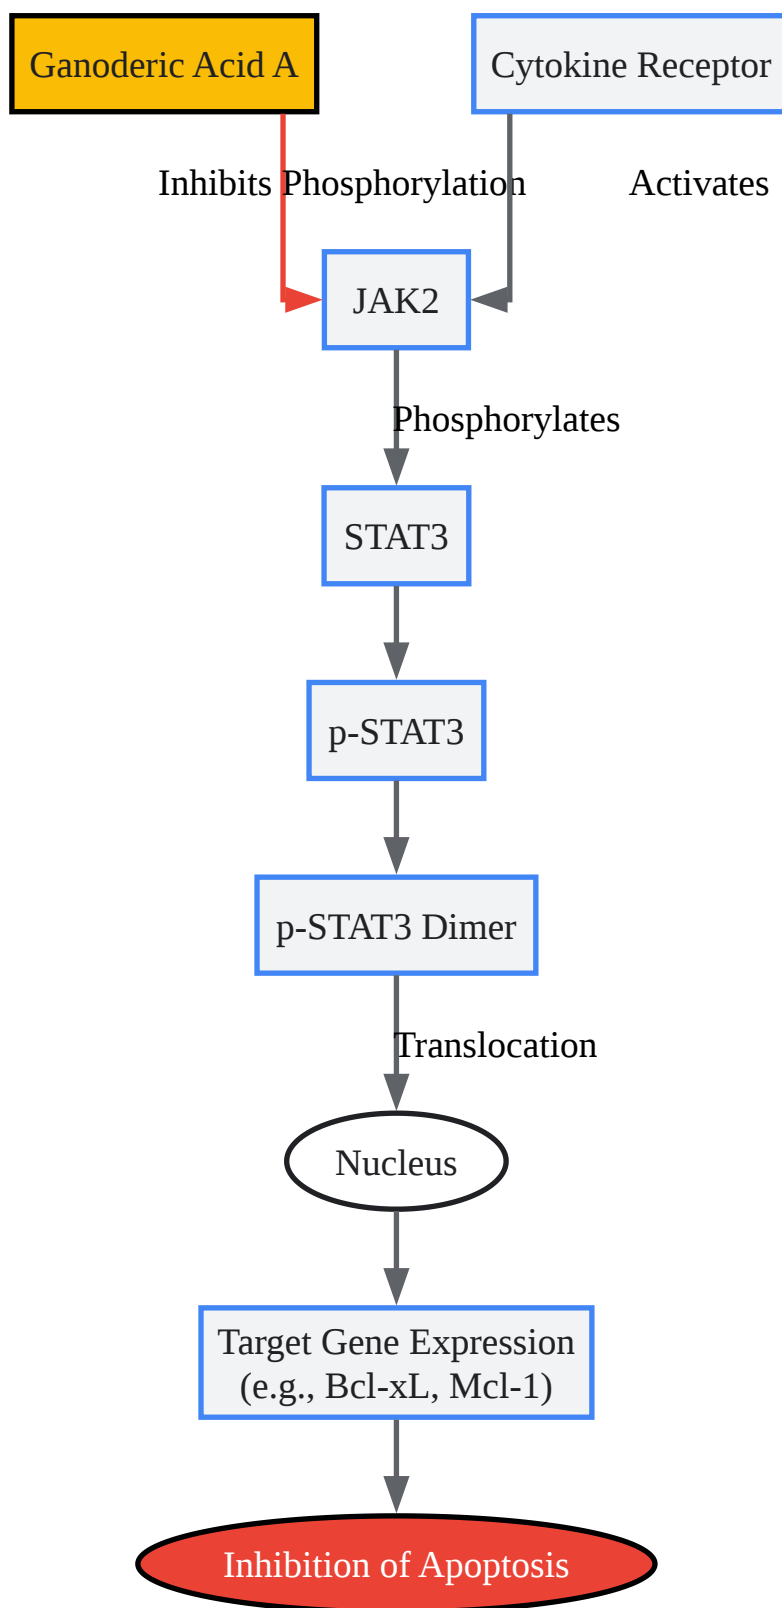 Ganoderic Acid A
Cytokine Receptor
Inhibits Phosphorylation
Activates
JAK2
Phosphorylates
STAT3
p-STAT3
p-STAT3 Dimer
Translocation
Nucleus
Target Gene Expression
(e.g., Bcl-xL, Mcl-1)
Inhibition of Apoptosis